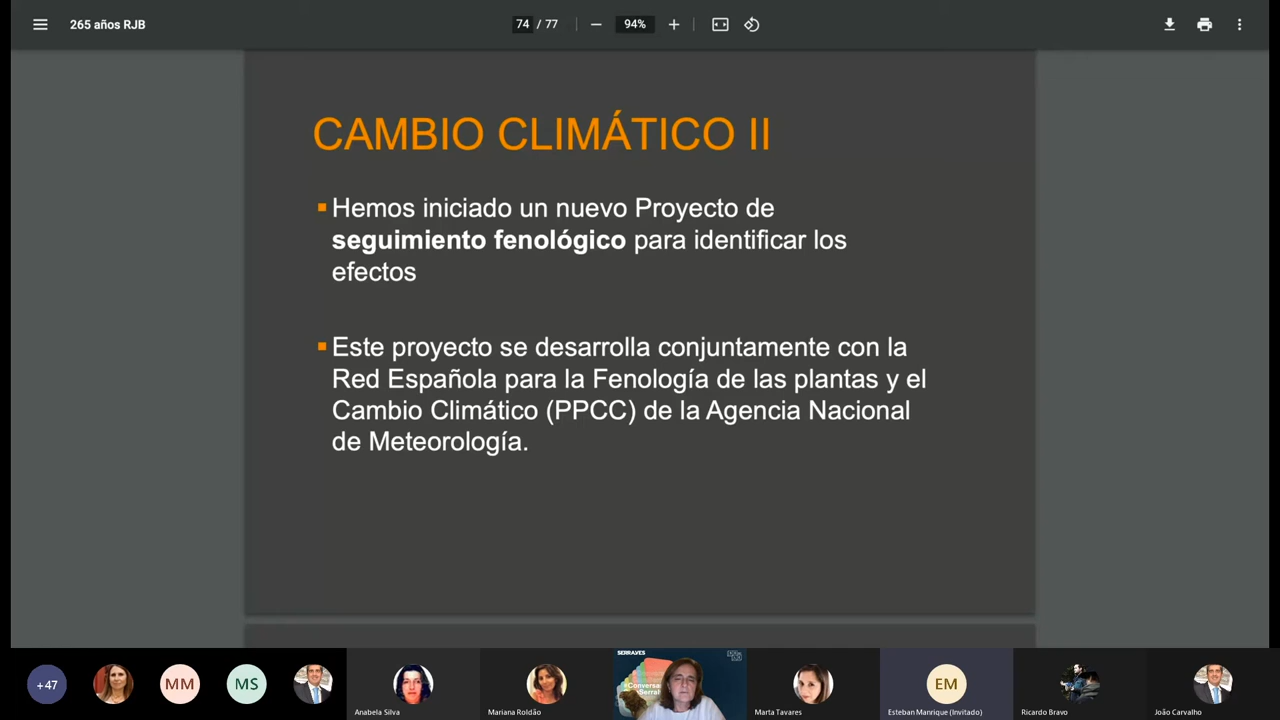 265 años RJB
74 / 77
94%
CAMBIO CLIMÁTICO II
Hemos iniciado un nuevo Proyecto de
seguimiento fenológico para identificar los
efectos
Este proyecto se desarrolla conjuntamente con la
Red Española para la Fenología de las plantas y el
Cambio Climático (PPCC) de la Agencia Nacional
de Meteorología.
+47
MM
MS
SERRALVES
EM
Anabela Silva
Mariana Roldão
Marta Tavares
Esteban Manrique (Invitado)
Ricardo Bravo
João Carvalho